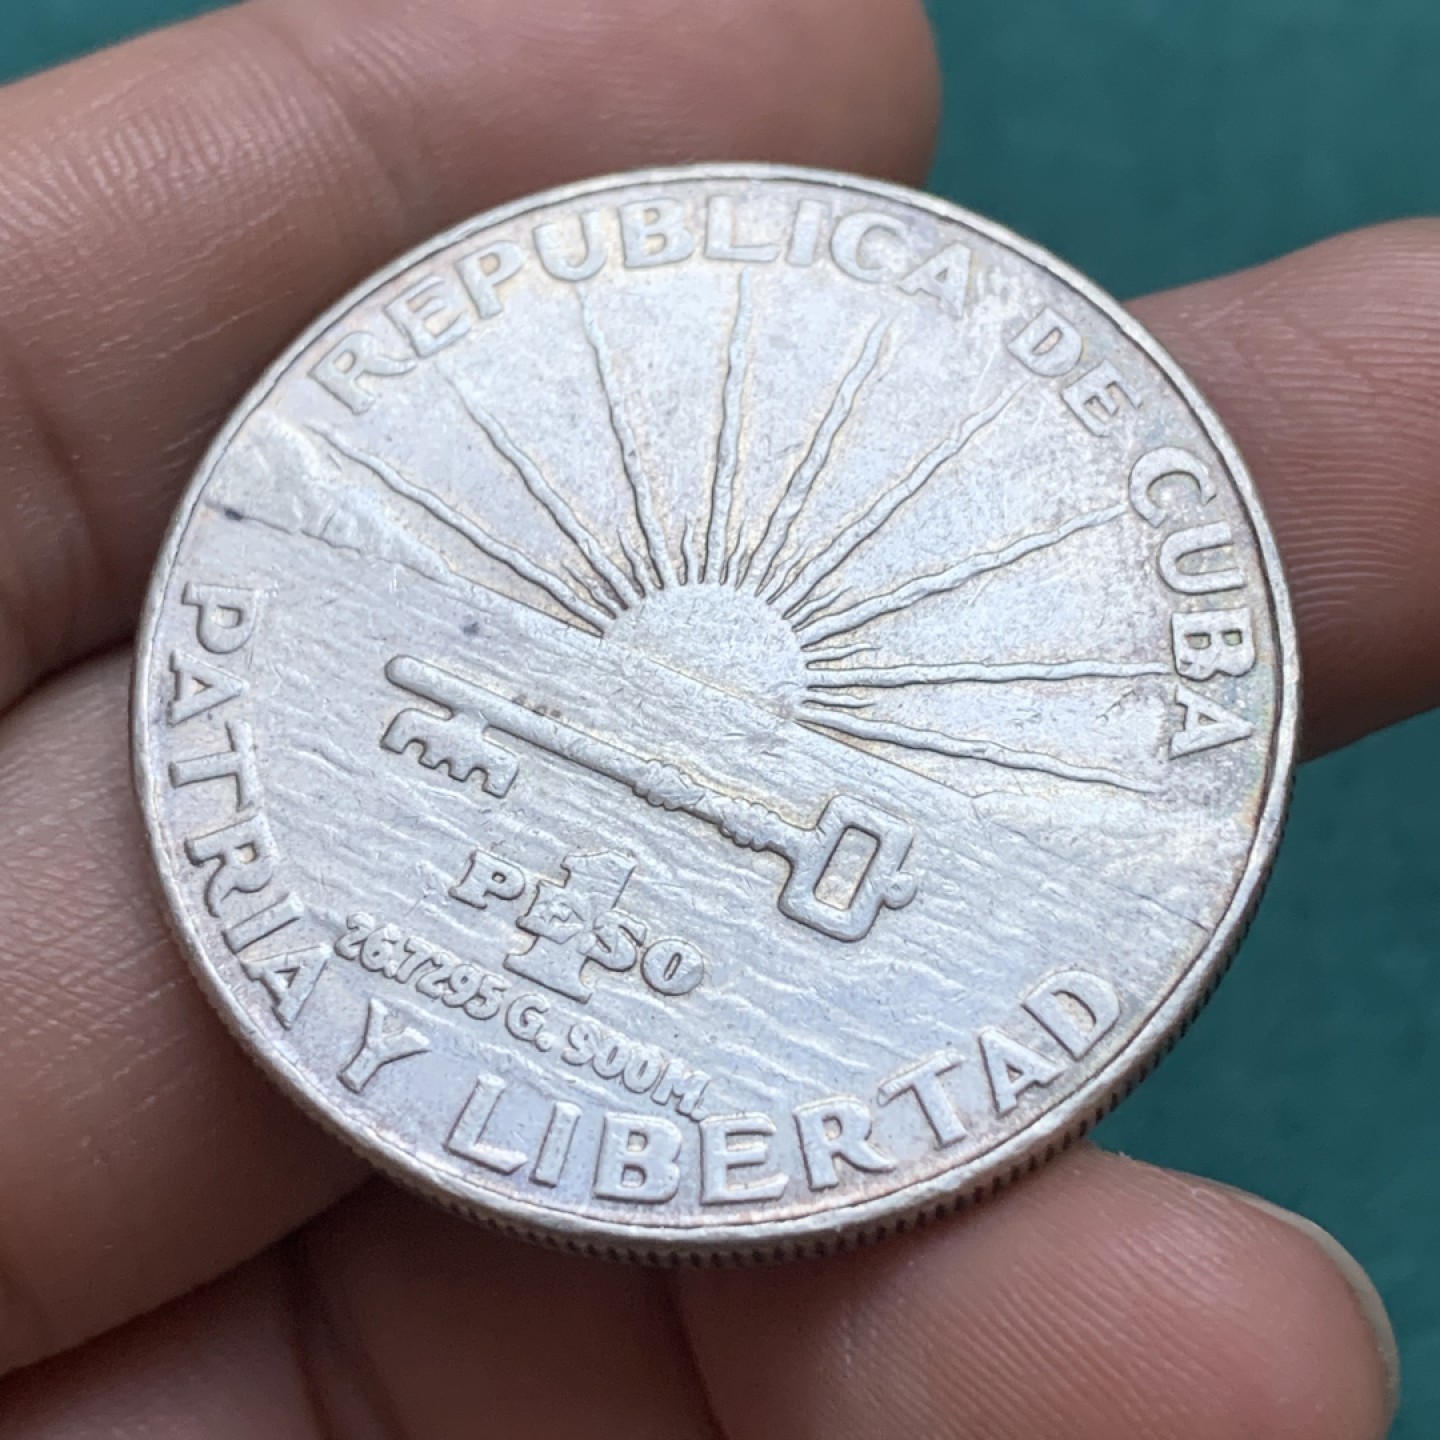 REPUBLICA DE CUBA
1
PESO
26.7295 G. 900M.
PATRIA Y LIBERTAD